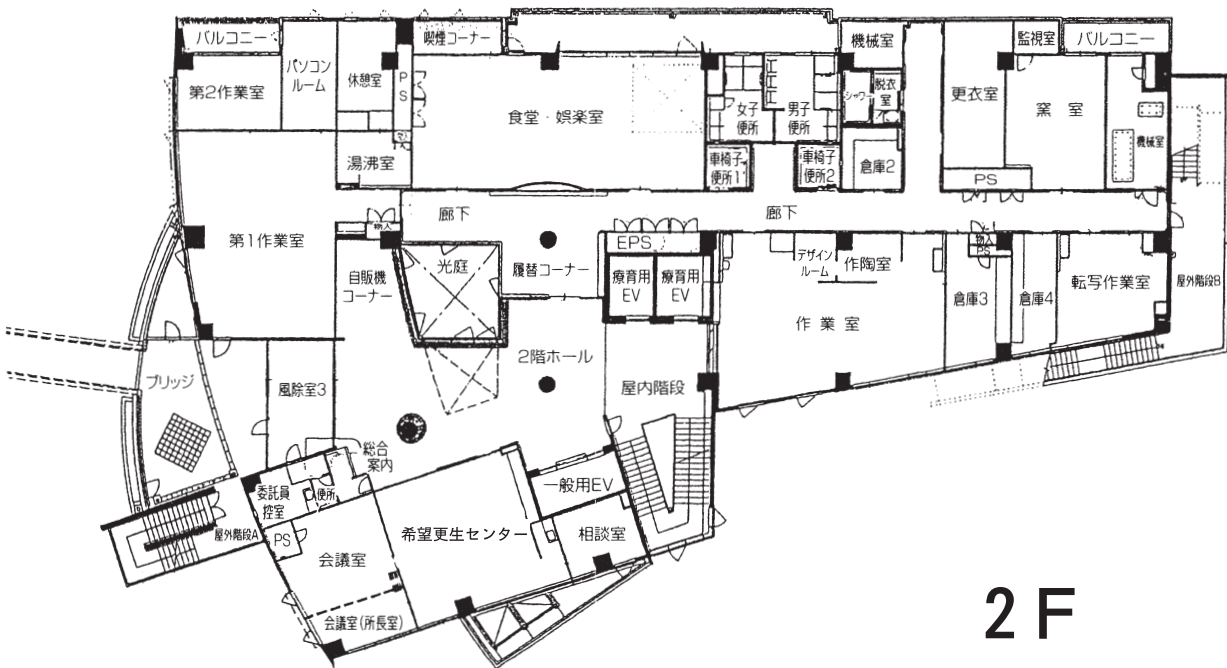 バルコニー
喫煙コーナー
機械室
監視室
バルコニー
第2作業室
パソコン
ルーム
休憩室
PS
食堂・娯楽室
女子
便所
男子
便所
シャワー
脱衣
室
更衣室
窯室
機械室
湯沸室
車椅子
便所1
車椅子
便所2
倉庫2
PS
第1作業室
物入
廊下
廊下
自販機
コーナー
光庭
履替コーナー
EPS
療育用
EV
療育用
EV
デザイン
ルーム
作陶室
作業室
物入
PS
倉庫3
倉庫4
転写作業室
屋外階段B
ブリッジ
風除室3
2階ホール
屋内階段
総合
案内
委託員
控室
便所
屋外階段A
PS
会議室
会議室(所長室)
希望更生センター
一般用EV
相談室
2F